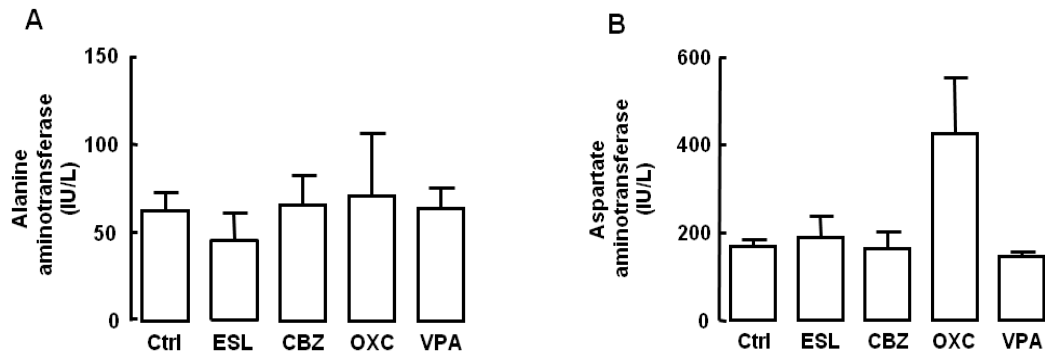 A
Alanine
aminotransferase
(IU/L)
150
100
50
0
Ctrl ESL CBZ OXC VPA
B
Aspartate
aminotransferase
(IU/L)
600
400
200
0
Ctrl ESL CBZ OXC VPA